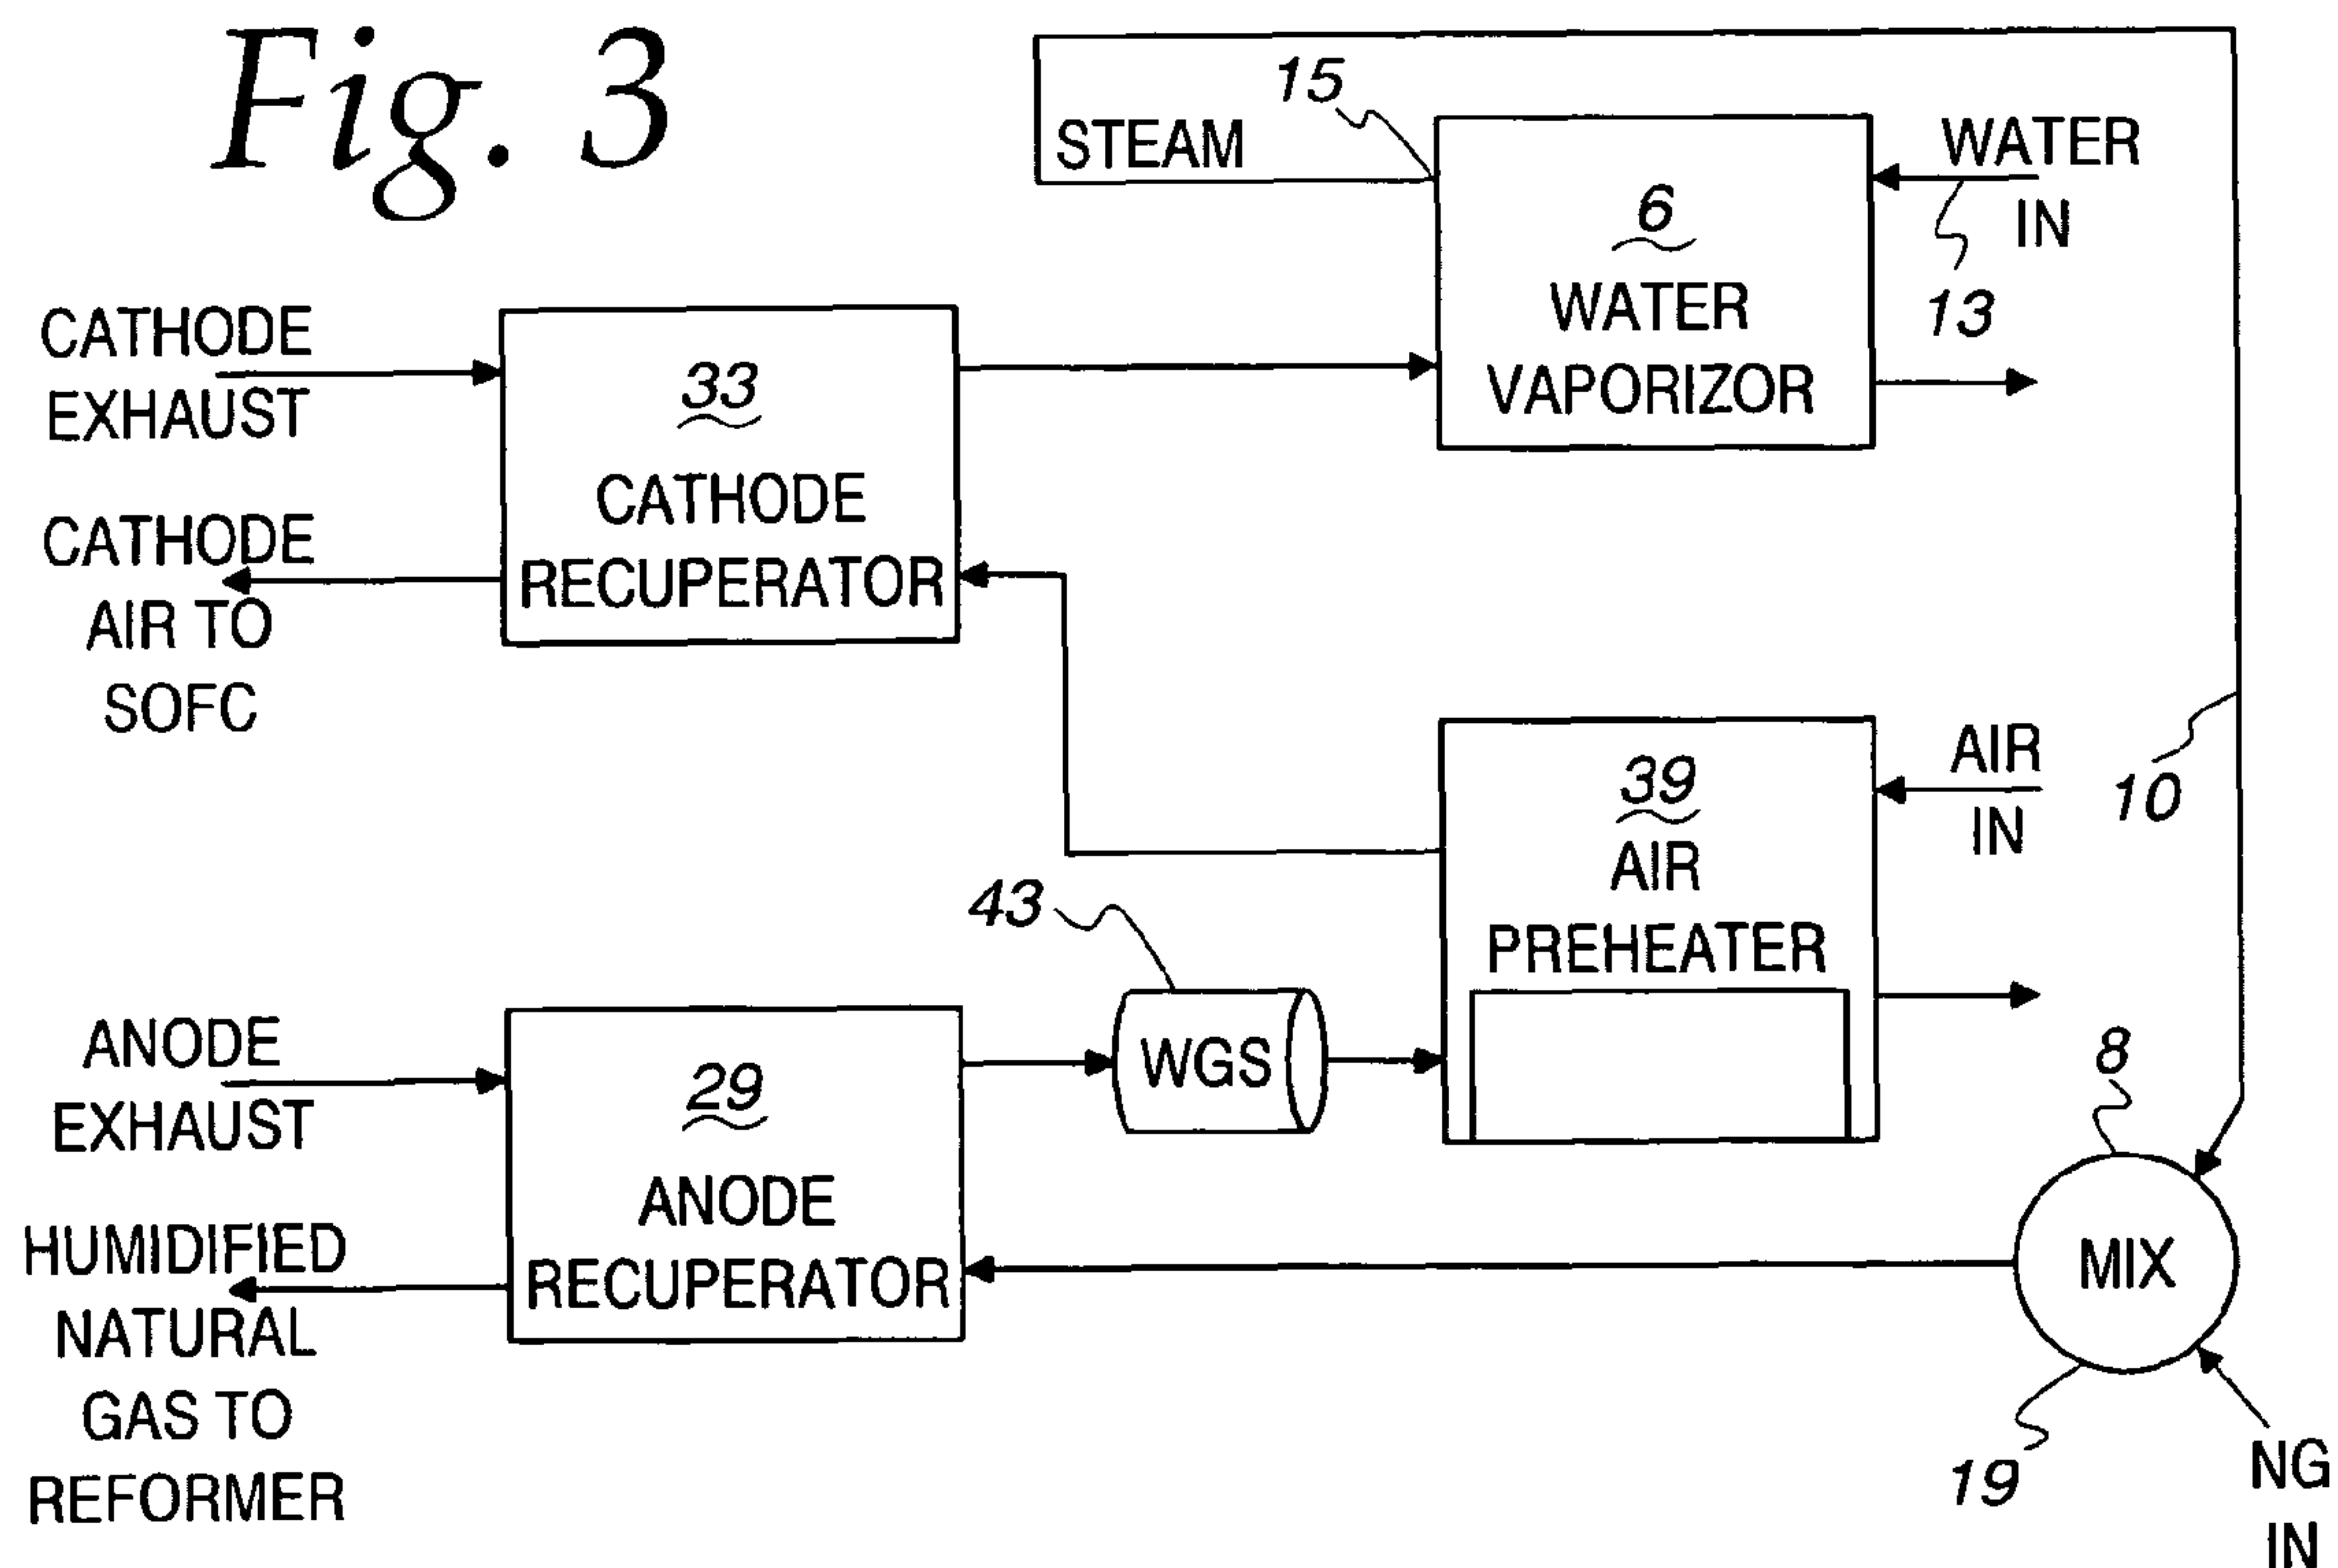 Fig. 3
15
STEAM
WATER
IN
13
6
WATER
VAPORIZOR
CATHODE
EXHAUST
33
CATHODE
RECUPERATOR
CATHODE
AIR TO
SOFC
AIR
IN
10
39
AIR
PREHEATER
43
WGS
ANODE
EXHAUST
29
ANODE
RECUPERATOR
8
MIX
19
NG
IN
HUMIDIFIED
NATURAL
GAS TO
REFORMER